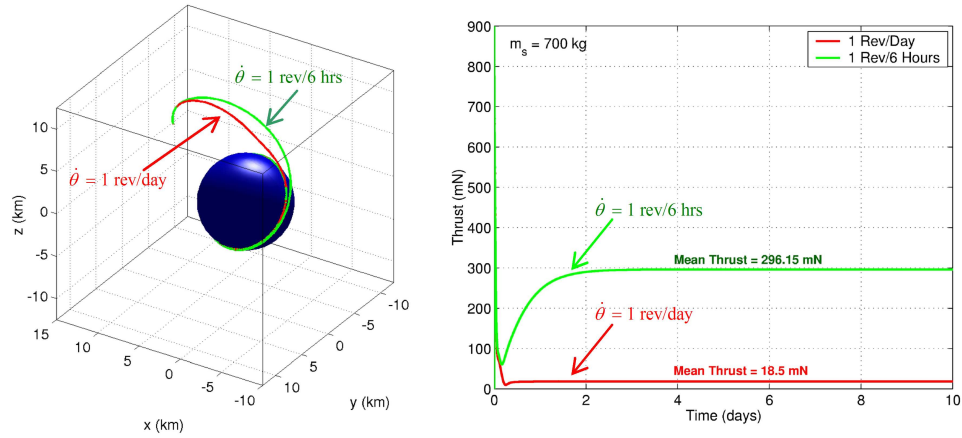 θ̇ = 1 rev/6 hrs
θ̇ = 1 rev/day
z (km)
10
5
0
-5
-10
15
10
5
0
-5
-10
x (km)
10
5
0
-5
-10
y (km)
m_s = 700 kg
1 Rev/Day
1 Rev/6 Hours
Thrust (mN)
900
800
700
600
500
400
300
200
100
0
θ̇ = 1 rev/6 hrs
Mean Thrust = 296.15 mN
θ̇ = 1 rev/day
Mean Thrust = 18.5 mN
0
2
4
6
8
10
Time (days)